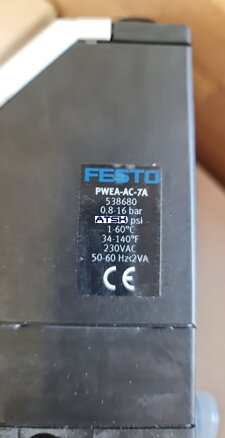 FESTO
PWEA-AC-7A
538680
0.8-16 bar
ATSH psi
1-60°C
34-140°F
230VAC
50-60 Hz<2VA
CE